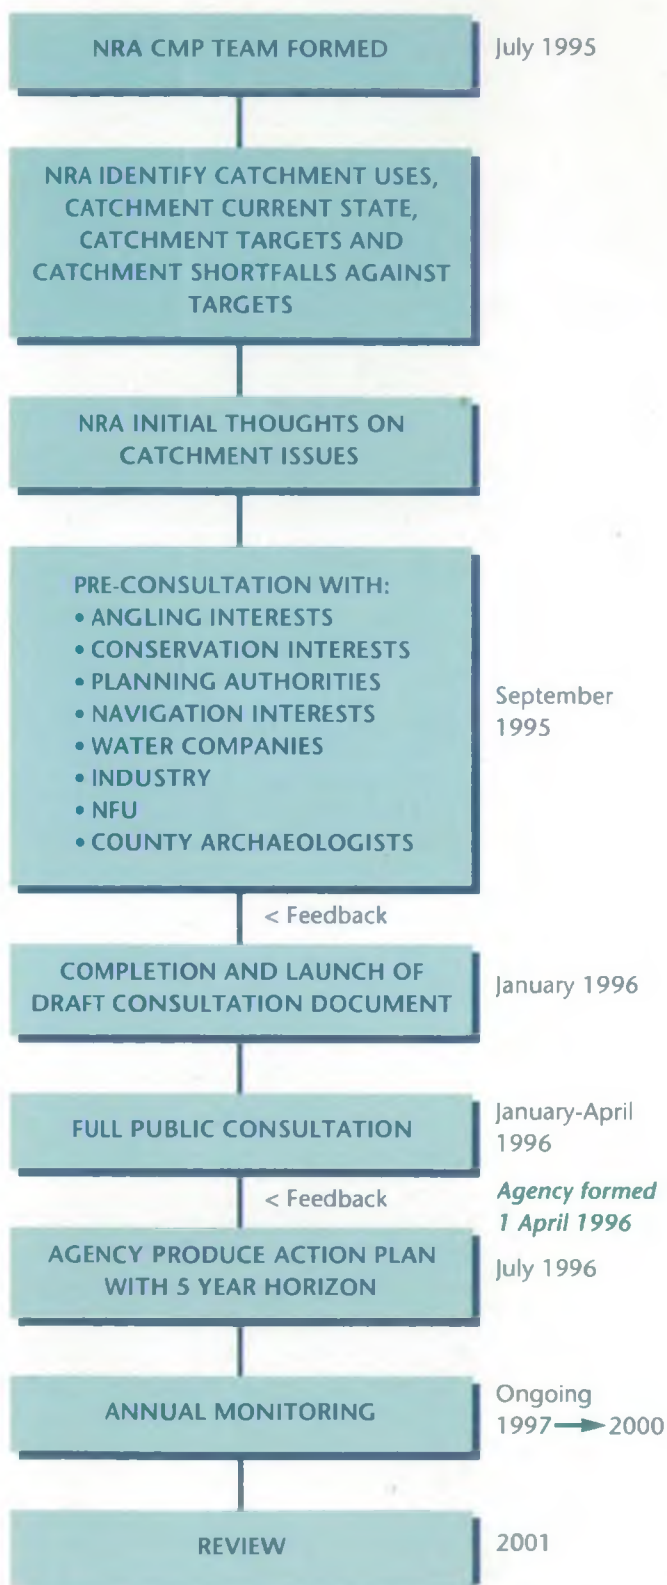 NRA CMP TEAM FORMED
July 1995
NRA IDENTIFY CATCHMENT USES,
CATCHMENT CURRENT STATE,
CATCHMENT TARGETS AND
CATCHMENT SHORTFALLS AGAINST
TARGETS
NRA INITIAL THOUGHTS ON
CATCHMENT ISSUES
PRE-CONSULTATION WITH:
• ANGLING INTERESTS
• CONSERVATION INTERESTS
• PLANNING AUTHORITIES
• NAVIGATION INTERESTS
• WATER COMPANIES
• INDUSTRY
• NFU
• COUNTY ARCHAEOLOGISTS
September
1995
< Feedback
COMPLETION AND LAUNCH OF
DRAFT CONSULTATION DOCUMENT
January 1996
FULL PUBLIC CONSULTATION
January-April
1996
< Feedback
Agency formed
1 April 1996
AGENCY PRODUCE ACTION PLAN
WITH 5 YEAR HORIZON
July 1996
ANNUAL MONITORING
Ongoing
1997 → 2000
REVIEW
2001